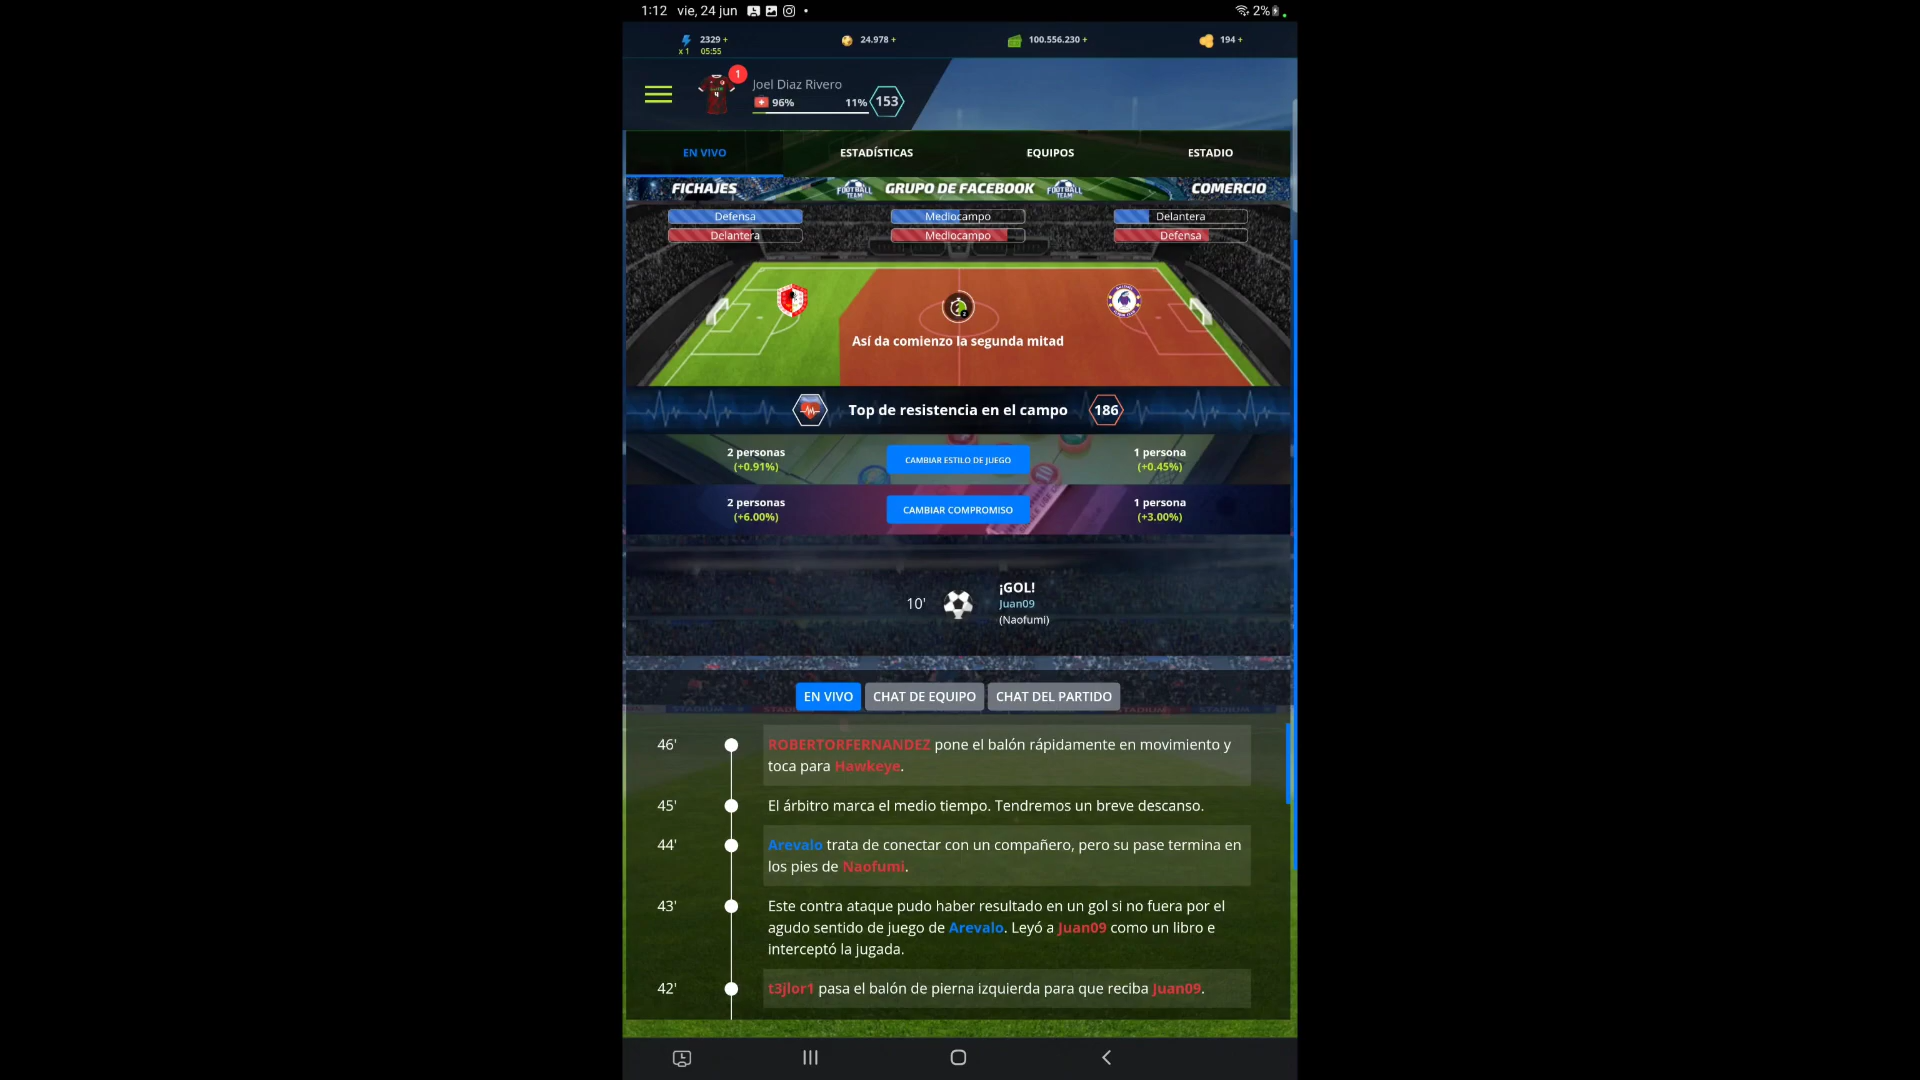 1:12 vie, 24 jun
2%
2329 +
x 1 05:55
24.978 +
100.556.230 +
194 +
1
Joel Diaz Rivero
96% 11% 153
EN VIVO ESTADÍSTICAS EQUIPOS ESTADIO
FICHAJES FOOTBALL TEAM GRUPO DE FACEBOOK FOOTBALL TEAM COMERCIO
Defensa Mediocampo Delantera
Delantera Mediocampo Defensa
Así da comienzo la segunda mitad
Top de resistencia en el campo 186
2 personas CAMBIAR ESTILO DE JUEGO 1 persona
(+0.91%) (+0.45%)
2 personas CAMBIAR COMPROMISO 1 persona
(+6.00%) (+3.00%)
¡GOL!
10' Juan09
(Naofumi)
EN VIVO CHAT DE EQUIPO CHAT DEL PARTIDO
46' ROBERTORFERNANDEZ pone el balón rápidamente en movimiento y
toca para Hawkeye.
45' El árbitro marca el medio tiempo. Tendremos un breve descanso.
44' Arevalo trata de conectar con un compañero, pero su pase termina en
los pies de Naofumi.
43' Este contra ataque pudo haber resultado en un gol si no fuera por el
agudo sentido de juego de Arevalo. Leyó a Juan09 como un libro e
interceptó la jugada.
42' t3jlor1 pasa el balón de pierna izquierda para que reciba Juan09.